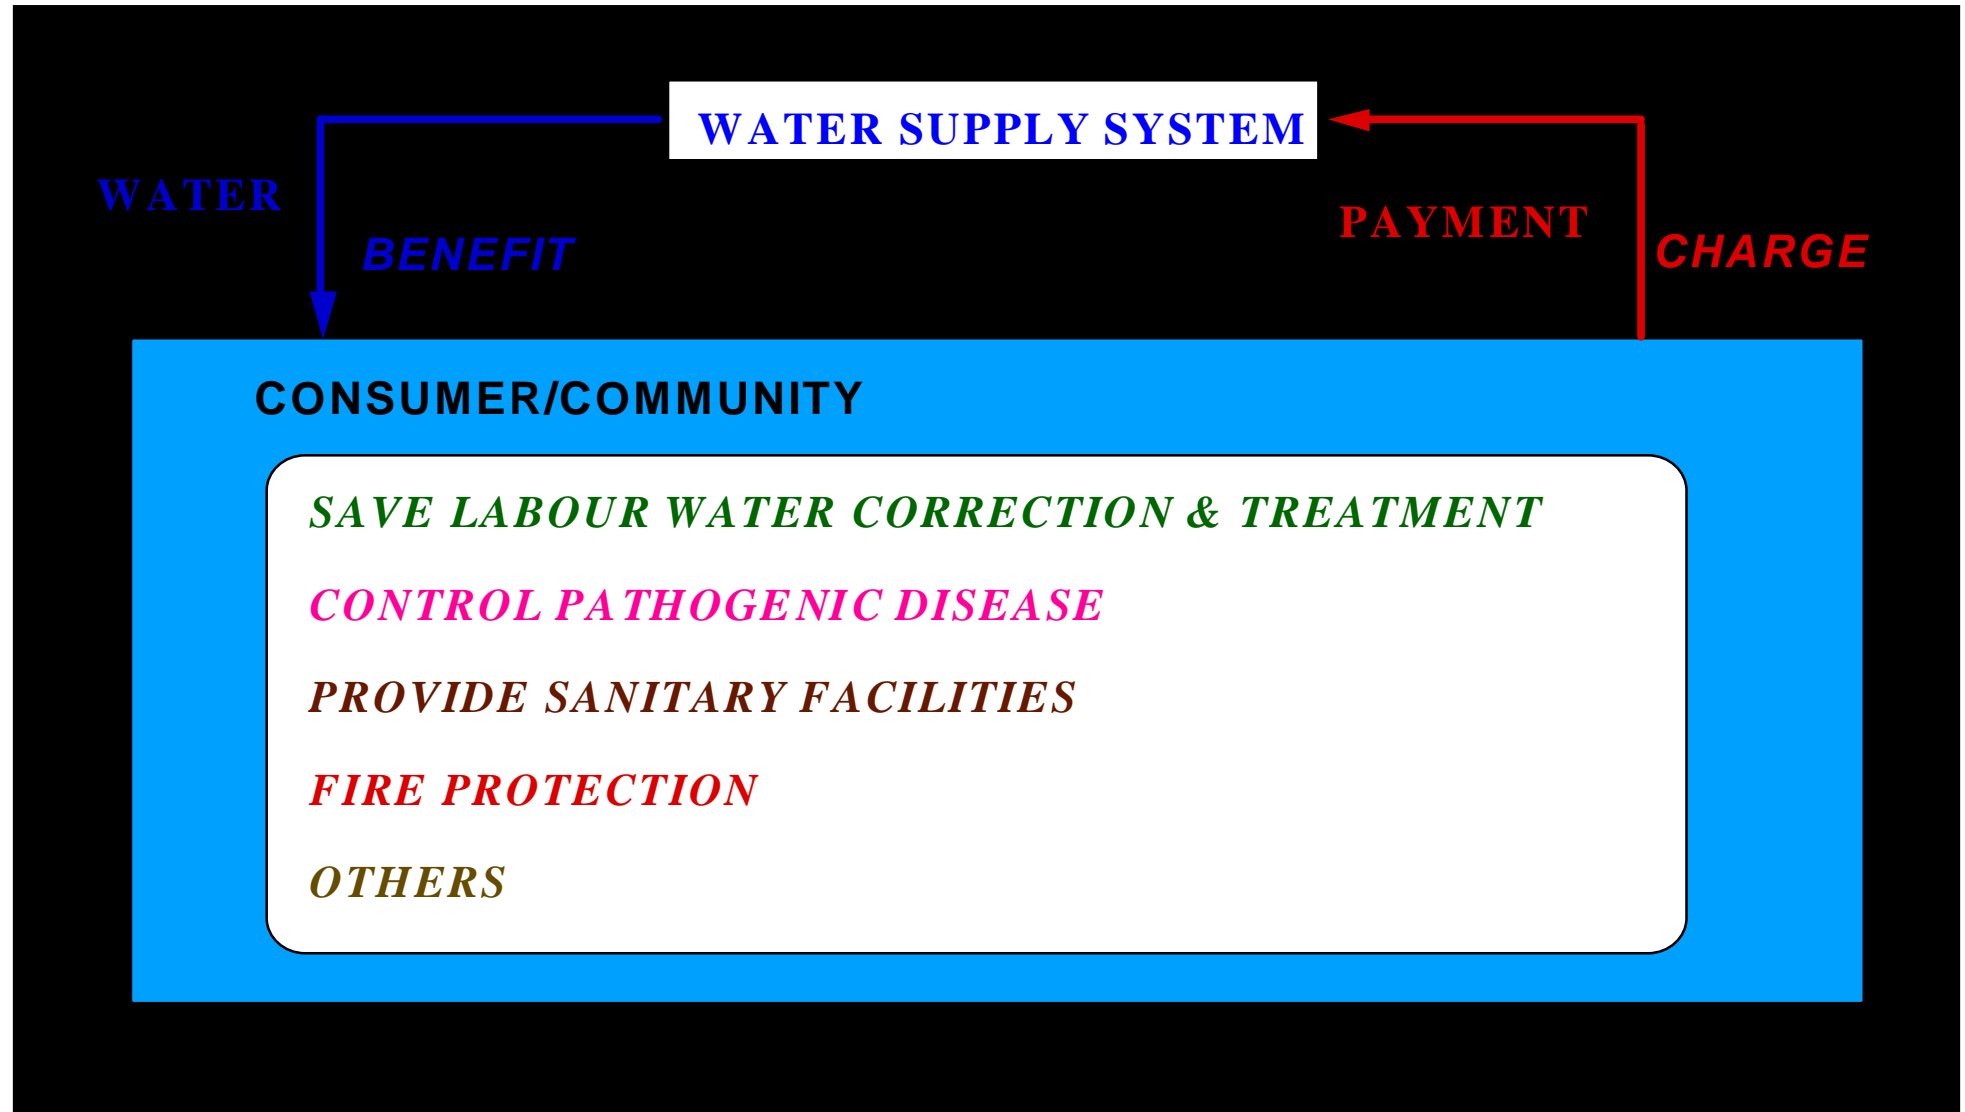 WATER SUPPLY SYSTEM
WATER
PAYMENT
BENEFIT
CHARGE
CONSUMER/COMMUNITY
SAVE LABOUR WATER CORRECTION & TREATMENT
CONTROL PATHOGENIC DISEASE
PROVIDE SANITARY FACILITIES
FIRE PROTECTION
OTHERS